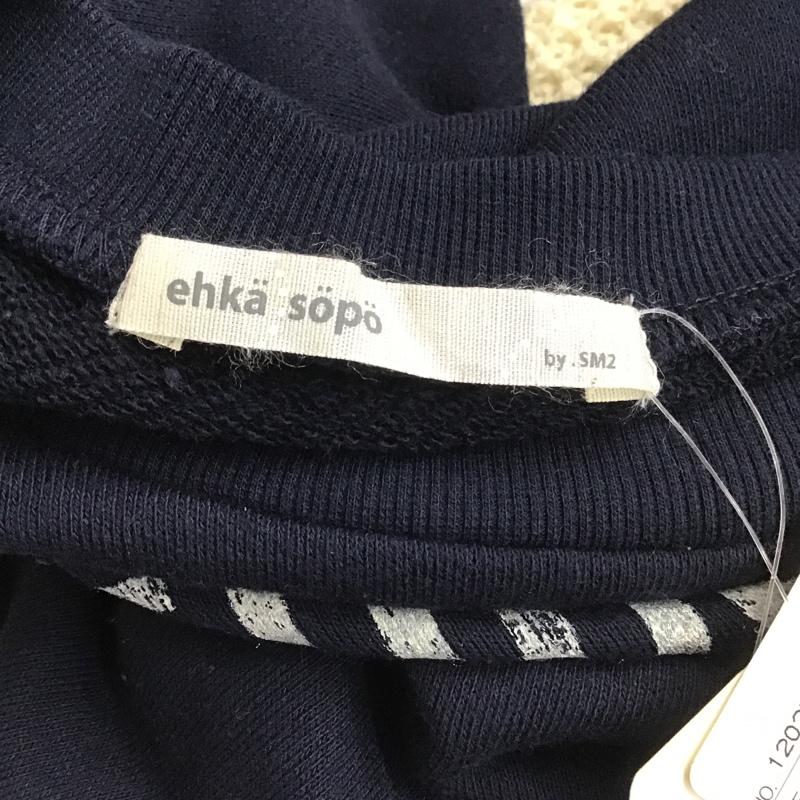 ehkä söpö
by . SM2